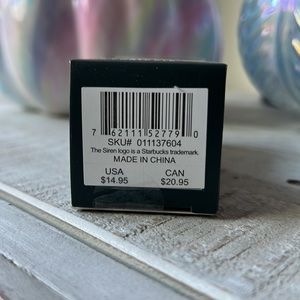 7 62111 52779 0
SKU# 011137604
The Siren logo is a Starbucks trademark.
MADE IN CHINA
USA CAN
$14.95 $20.95